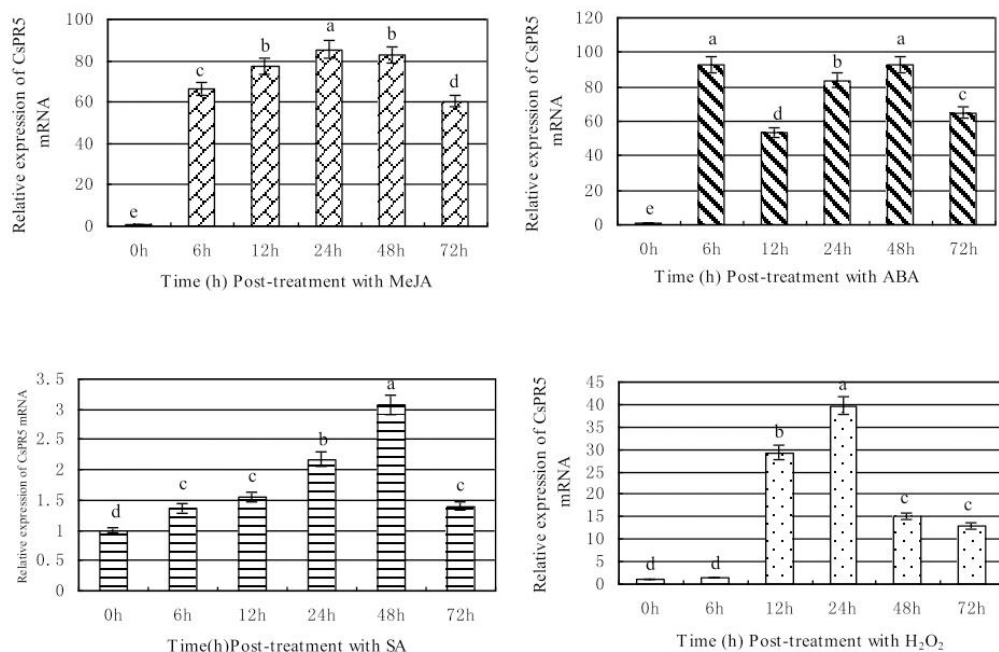 Relative expression of CsPR5
mRNA
100
80
60
40
20
0
e
c
b
a
b
d
0h 6h 12h 24h 48h 72h
Time (h) Post-treatment with MeJA
Relative expression of CsPR5
mRNA
120
100
80
60
40
20
0
e
a
d
b
a
c
0h 6h 12h 24h 48h 72h
Time (h) Post-treatment with ABA
Relative expression of CsPR5 mRNA
3.5
3
2.5
2
1.5
1
0.5
0
d
c
c
b
a
c
0h 6h 12h 24h 48h 72h
Time(h)Post-treatment with SA
Relative expression of CsPR5
mRNA
45
40
35
30
25
20
15
10
5
0
d
d
b
a
c
c
0h 6h 12h 24h 48h 72h
Time (h) Post-treatment with H₂O₂